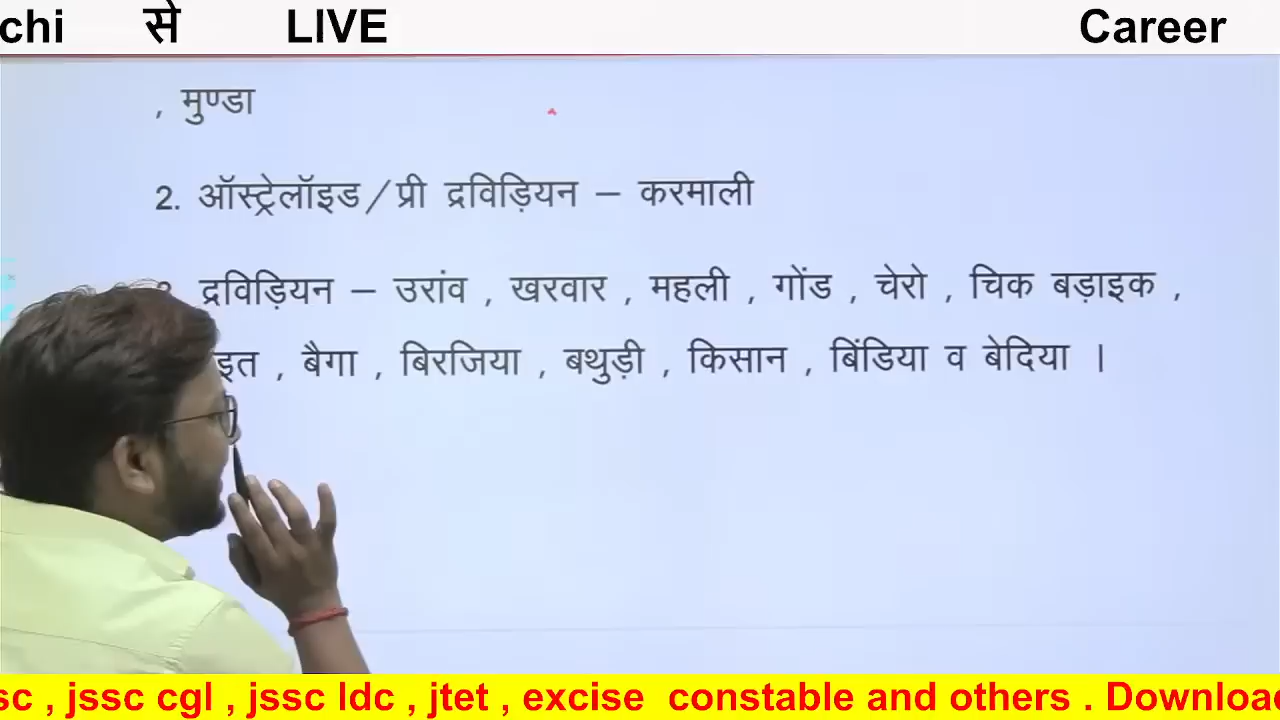 chi से LIVE Career
, मुण्डा
2. ऑस्ट्रेलॉइड/प्री द्रविड़ियन – करमाली
द्रविड़ियन – उरांव , खरवार , महली , गोंड , चेरो , चिक बड़ाइक ,
इत , बैगा , बिरजिया , बथुड़ी , किसान , बिंडिया व बेदिया ।
sc , jssc cgl , jssc ldc , jtet , excise constable and others . Downloa